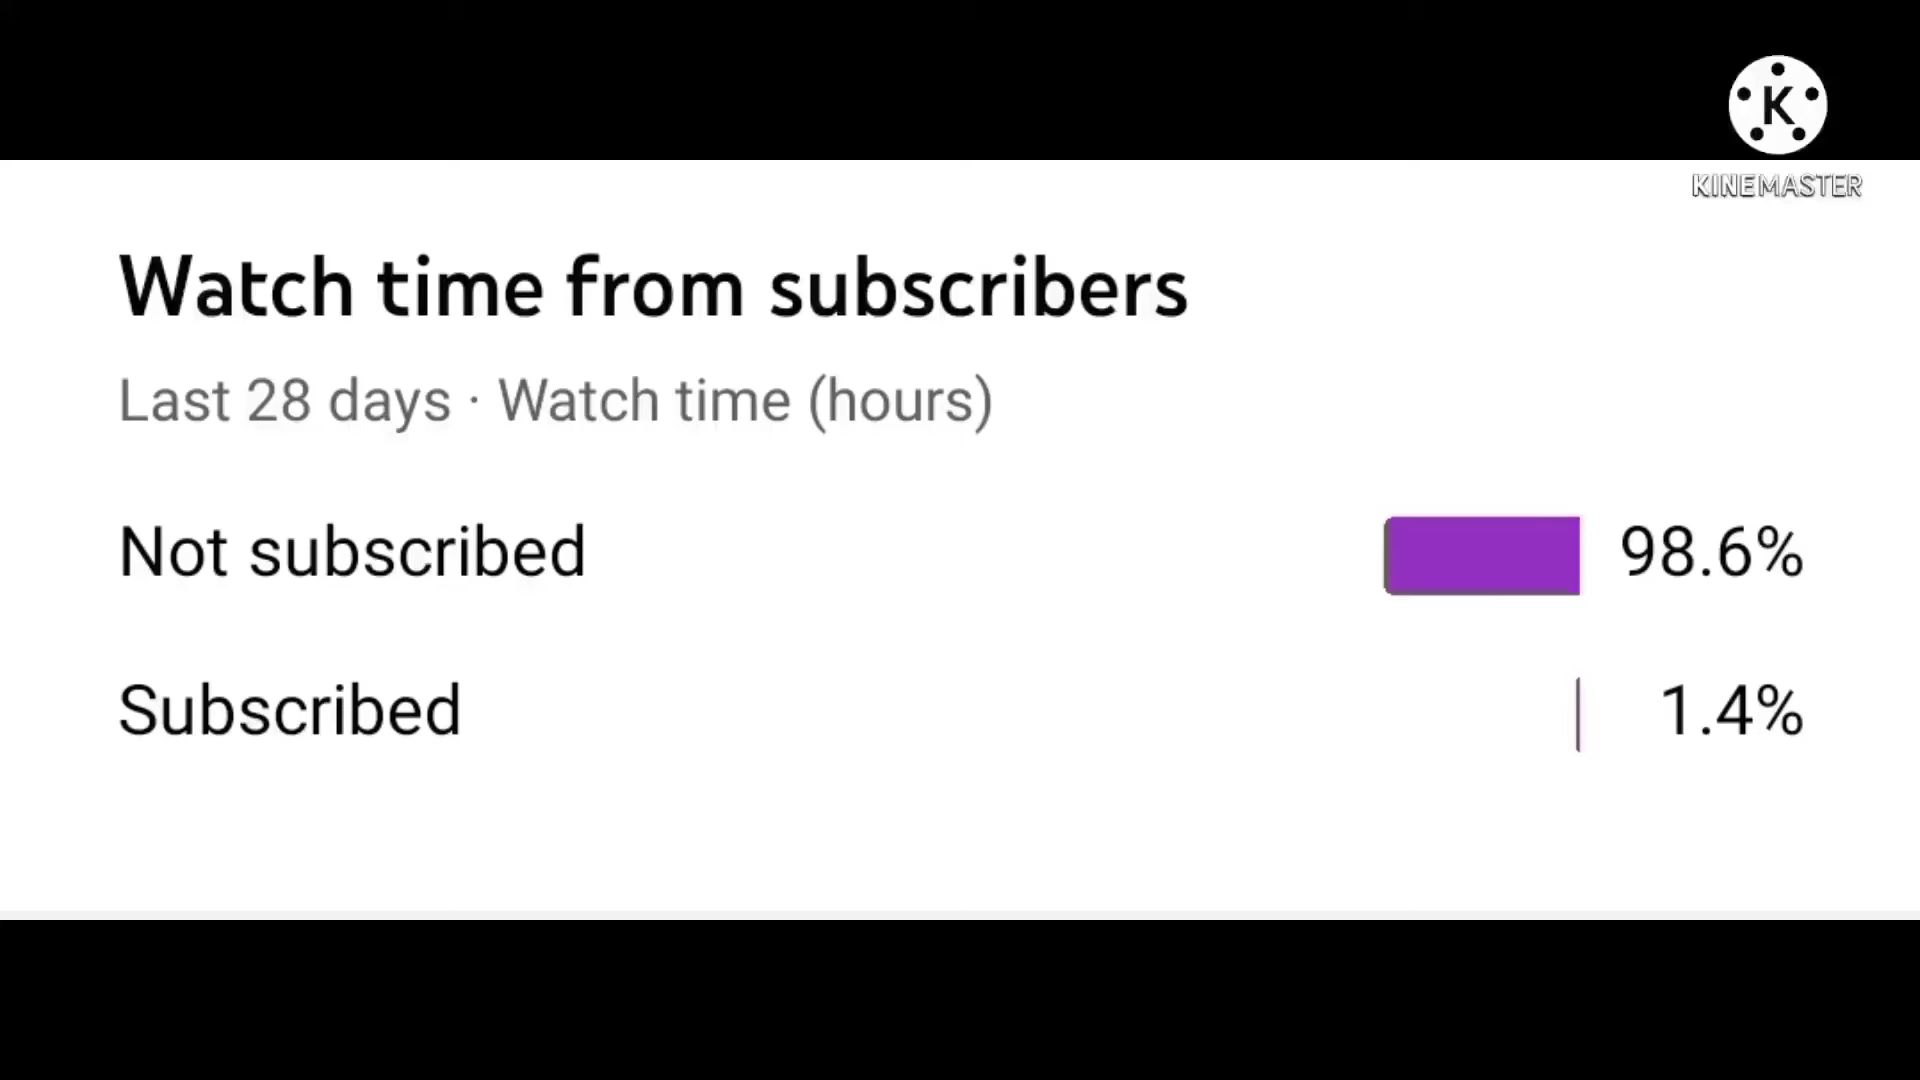 K
KINEMASTER
Watch time from subscribers
Last 28 days · Watch time (hours)
Not subscribed 98.6%
Subscribed 1.4%